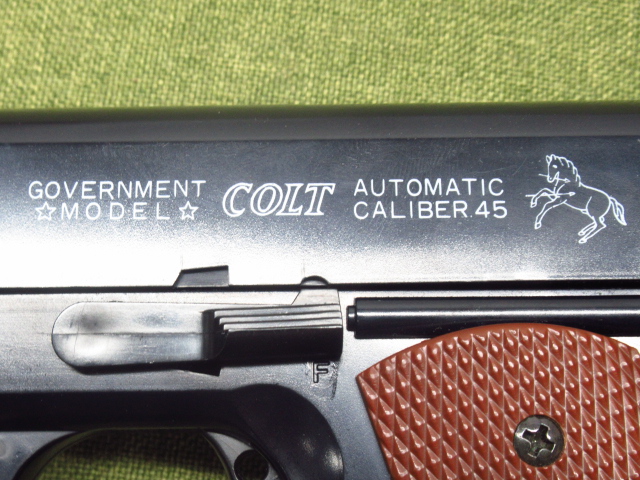 GOVERNMENT
☆MODEL☆
COLT
AUTOMATIC
CALIBER.45
F